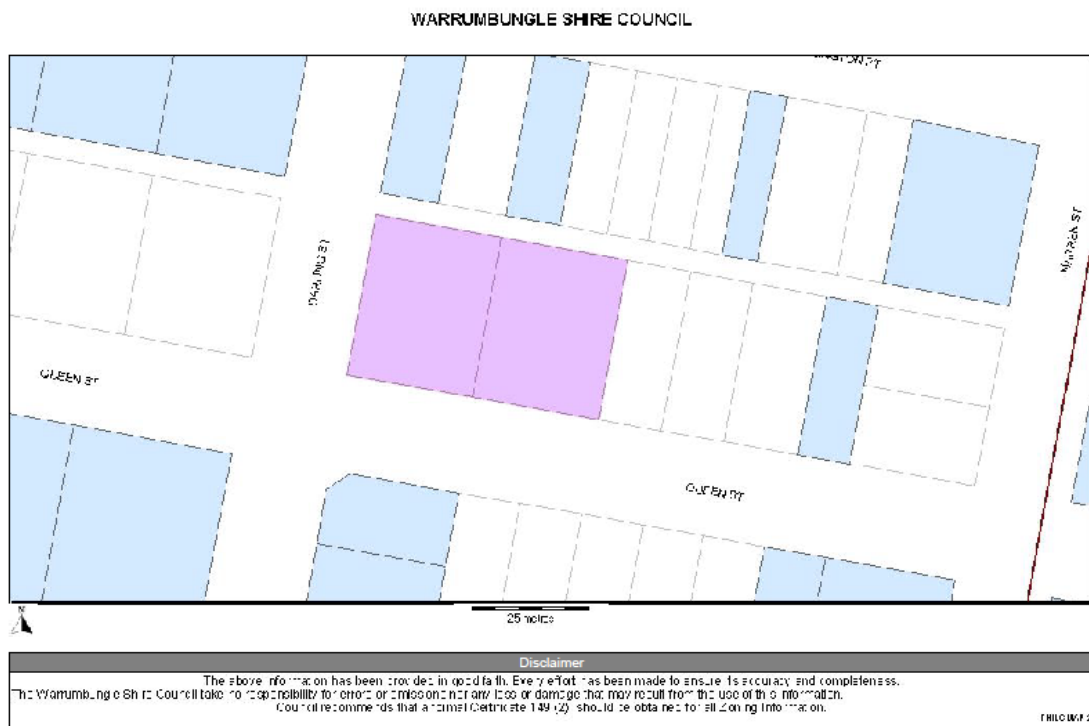 WARRUMBUNGLE SHIRE COUNCIL
DARLING ST
QUEEN ST
QUEEN ST
25 metres
N
Disclaimer
The above information has been provided in good faith. Every effort has been made to ensure its accuracy and completeness.
The Warrumbungle Shire Council take no responsibility for errors or omissions nor any loss or damage that may result from the use of this information.
Council recommends that a formal Certificate 149 (2) should be obtained for all Zoning Information.